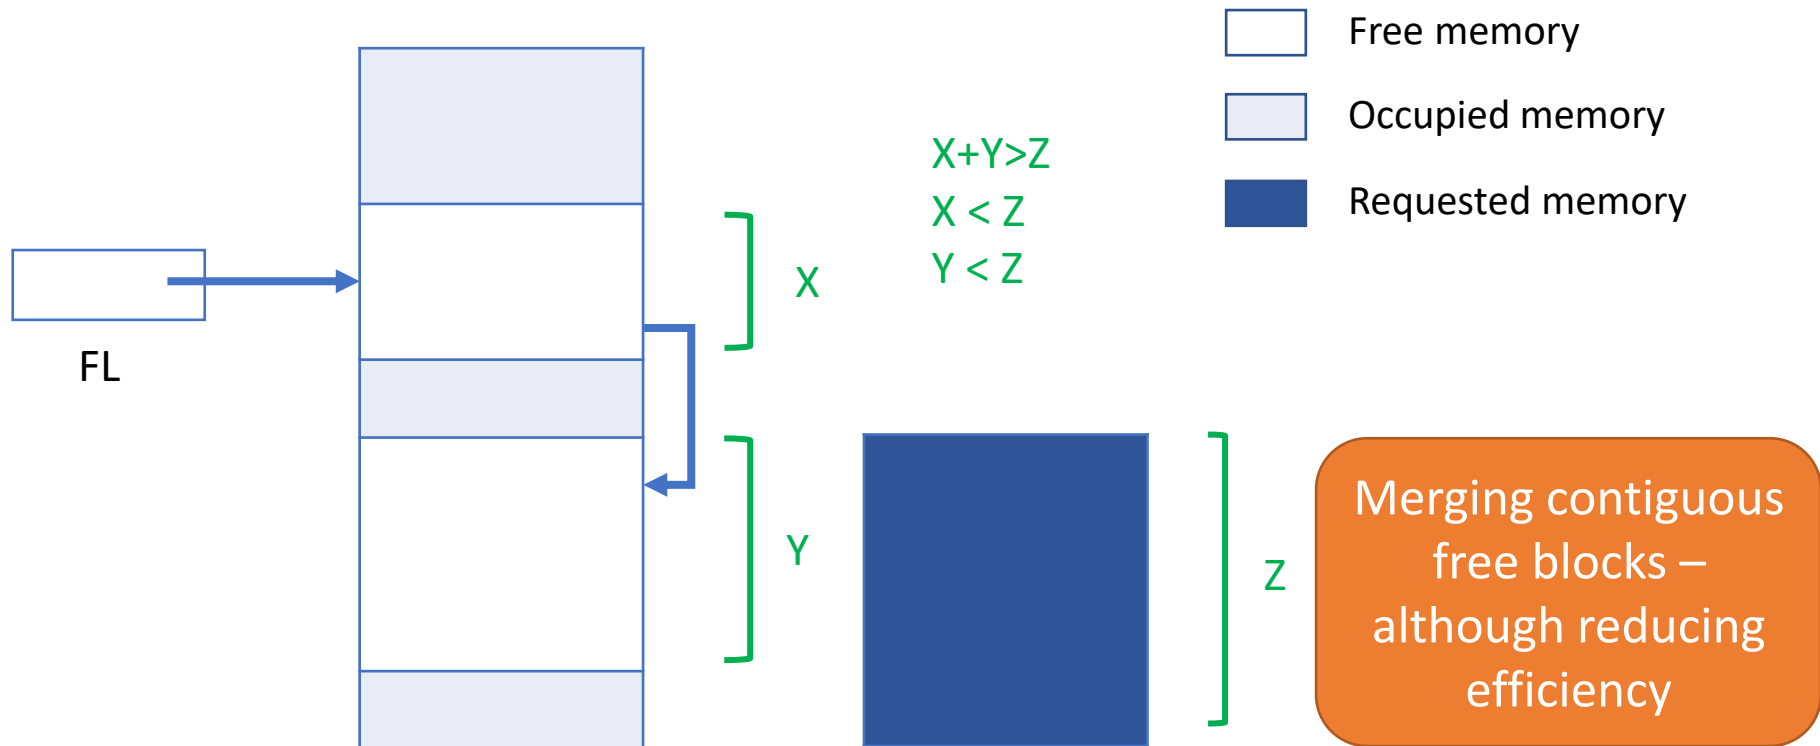 Free memory
Occupied memory
Requested memory
X+Y>Z
X < Z
Y < Z
X
FL
Y
Z
Merging contiguous
free blocks –
although reducing
efficiency